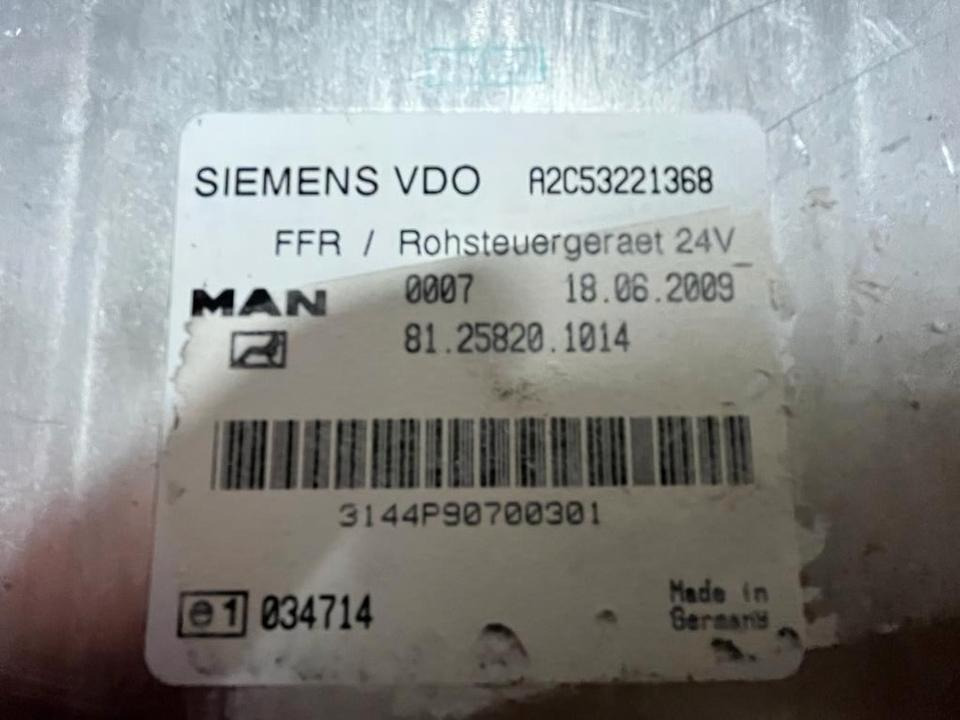 SIEMENS VDO A2C53221368
FFR / Rohsteuergeraet 24V
MAN 0007 18.06.2009
81.25820.1014
3144P90700301
e1 034714 Made in
Germany